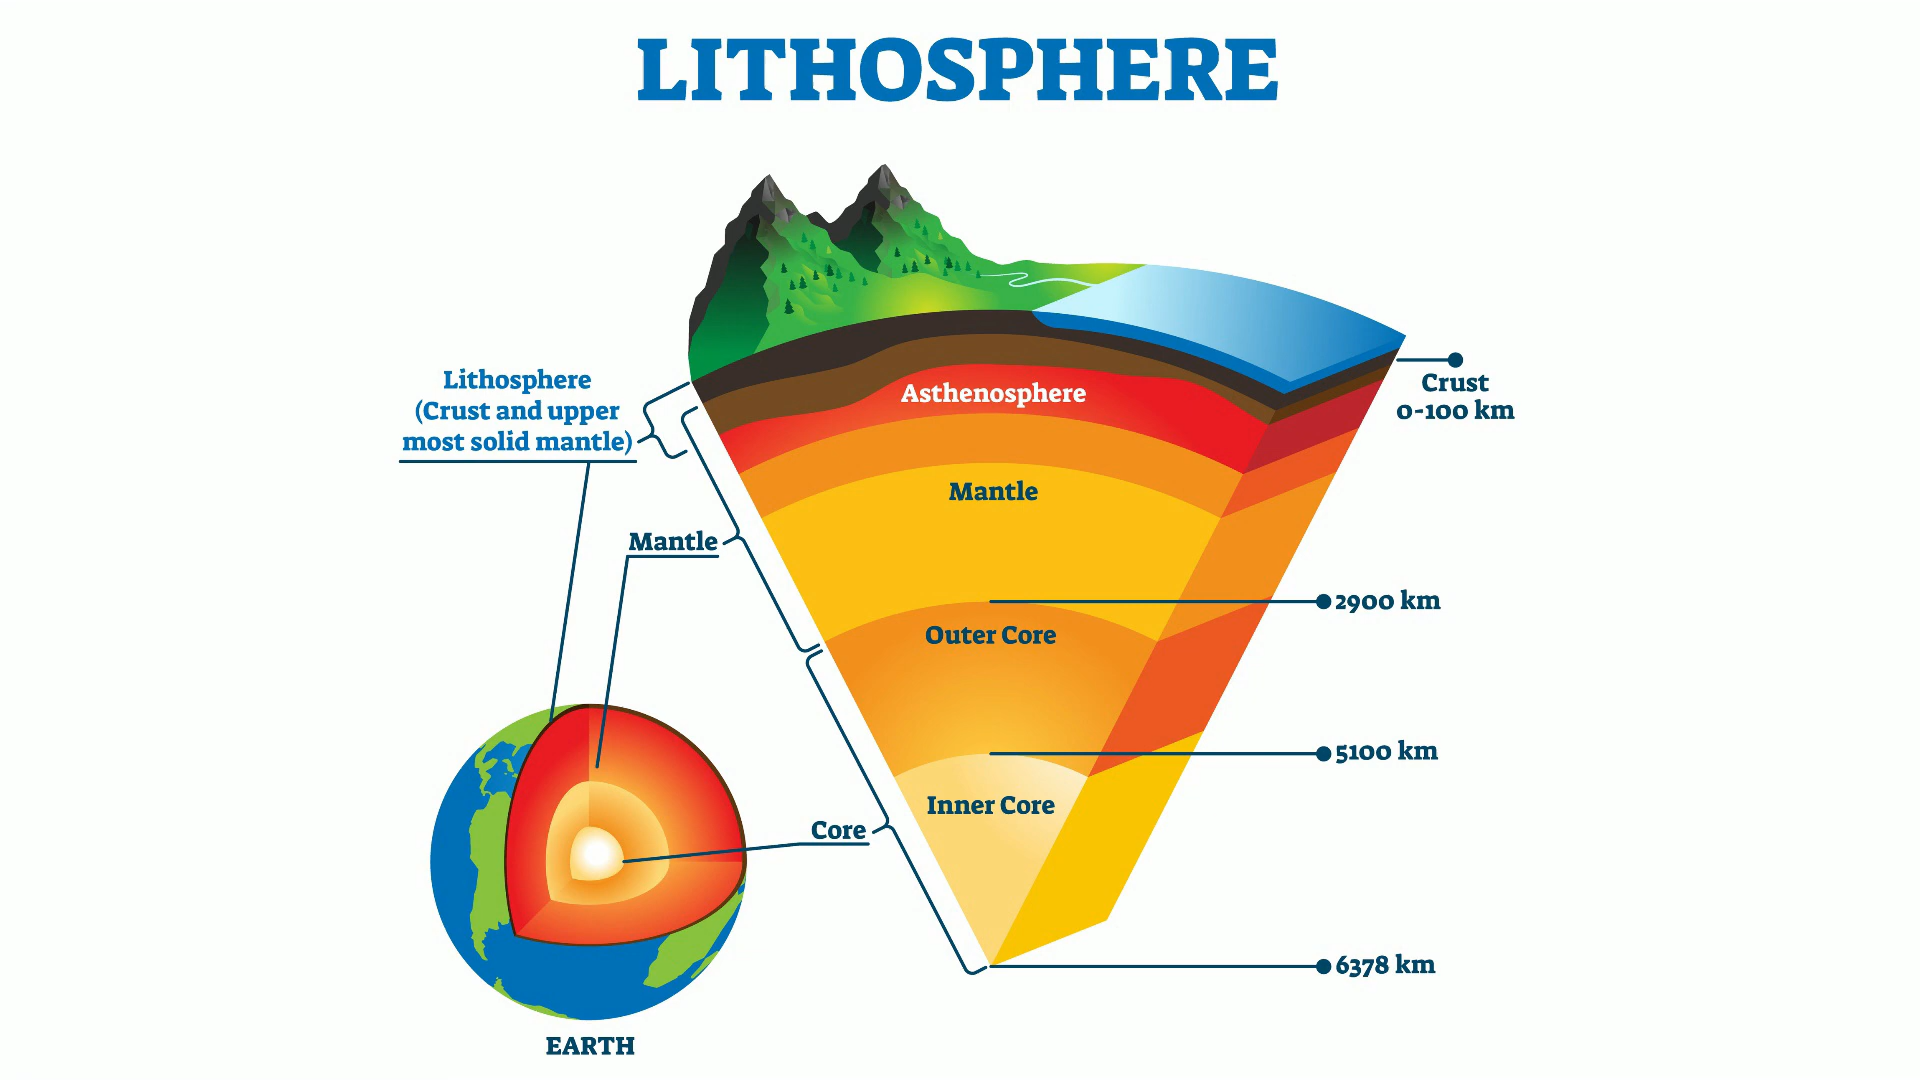 LITHOSPHERE
Lithosphere
(Crust and upper
most solid mantle)
Asthenosphere
Crust
0-100 km
Mantle
Mantle
2900 km
Outer Core
5100 km
Inner Core
Core
6378 km
EARTH